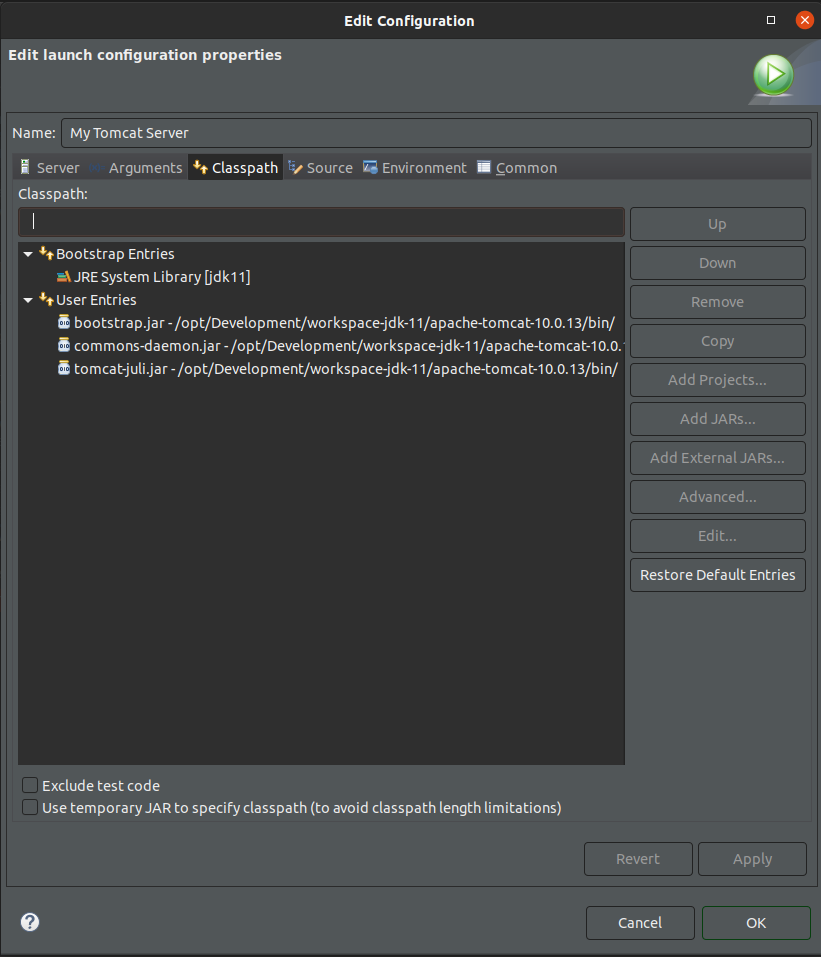 Edit Configuration
Edit launch configuration properties
Name: My Tomcat Server
Server Arguments Classpath Source Environment Common
Classpath:
Up
Bootstrap Entries
Down
JRE System Library [jdk11]
User Entries
Remove
bootstrap.jar - /opt/Development/workspace-jdk-11/apache-tomcat-10.0.13/bin/
commons-daemon.jar - /opt/Development/workspace-jdk-11/apache-tomcat-10.0.
Copy
tomcat-juli.jar - /opt/Development/workspace-jdk-11/apache-tomcat-10.0.13/bin/
Add Projects...
Add JARs...
Add External JARs...
Advanced...
Edit...
Restore Default Entries
Exclude test code
Use temporary JAR to specify classpath (to avoid classpath length limitations)
Revert Apply
? Cancel OK